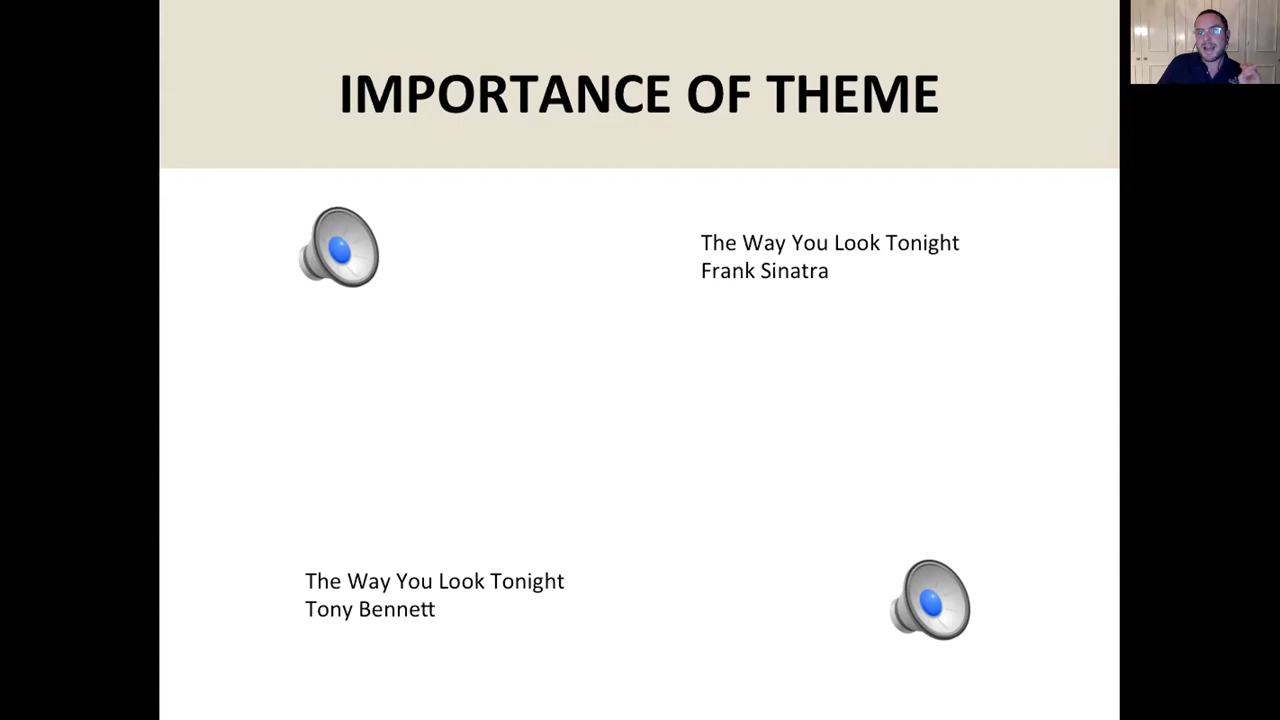 IMPORTANCE OF THEME
The Way You Look Tonight
Frank Sinatra
The Way You Look Tonight
Tony Bennett